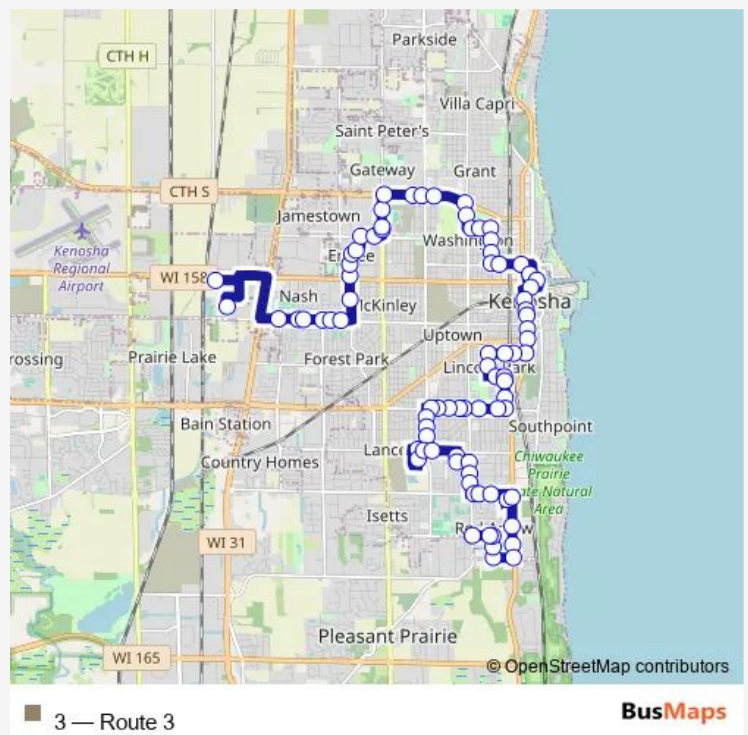 Parkside
CTH H
Villa Capri
Saint Peter's
Gateway
Grant
CTH S
Jamestown
Kenosha
Regional
Airport
WI 158
Nash
McKinley
Kenosha
Uptown
rossing
Prairie Lake
Forest Park
Bain Station
Southpoint
Country Homes
Chiwaukee
Prairie
ate Natural
Area
Isetts
WI 31
Pleasant Prairie
WI 165
© OpenStreetMap contributors
3 — Route 3
BusMaps